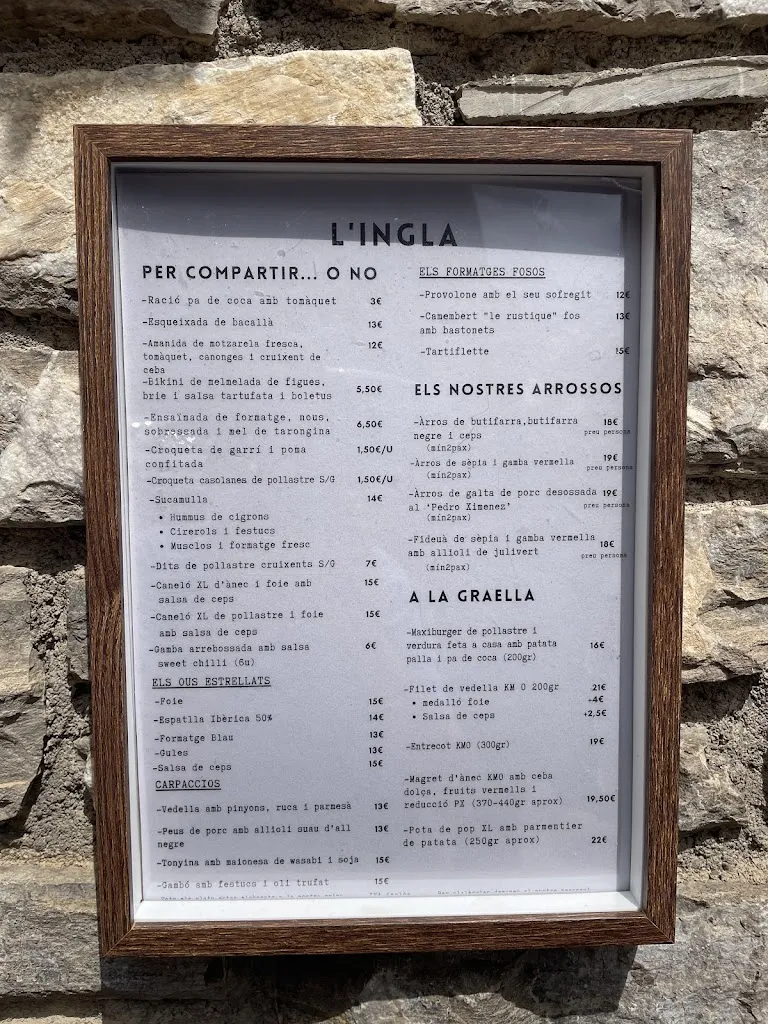 L'INGLA
PER COMPARTIR... O NO
-Ració pa de coca amb tomàquet 3€
-Esqueixada de bacallà 13€
-Amanida de motzarela fresca, 12€
tomàquet, canonges i cruixent de
ceba
-Bikini de melmelada de figues, 5,50€
brie i salsa tartufata i boletus
-Ensaïnada de formatge, nous, 6,50€
sobrassada i mel de tarongina
-Croqueta de garrí i poma 1,50€/U
confitada
-Croqueta casolanes de pollastre S/G 1,50€/U
-Sucamulla 14€
• Hummus de cigrons
• Cirerols i festucs
• Musclos i formatge fresc
-Dits de pollastre cruixents S/G 7€
-Caneló XL d'ànec i foie amb 15€
salsa de ceps
-Caneló XL de pollastre i foie 15€
amb salsa de ceps
-Gamba arrebossada amb salsa 6€
sweet chilli (6u)
ELS OUS ESTRELLATS
-Foie 15€
-Espatlla Ibèrica 50% 14€
-Formatge Blau 13€
-Gules 13€
-Salsa de ceps 15€
CARPACCIOS
-Vedella amb pinyons, ruca i parmesà 13€
-Peus de porc amb allioli suau d'all 13€
negre
-Tonyina amb maionesa de wasabi i soja 15€
-Gambó amb festucs i oli trufat 15€
ELS FORMATGES FOSOS
-Provolone amb el seu sofregit 12€
-Camembert "le rustique" fos 13€
amb bastonets
-Tartiflette 15€
ELS NOSTRES ARROSSOS
-Àrros de butifarra,butifarra 18€
negre i ceps preu persona
(min2pax)
-Àrros de sèpia i gamba vermella 19€
(min2pax) preu persona
-Àrros de galta de porc desossada 19€
al 'Pedro Ximenez' preu persona
(min2pax)
-Fideuà de sèpia i gamba vermella 18€
amb allioli de julivert preu persona
(min2pax)
A LA GRAELLA
-Maxiburger de pollastre i
verdura feta a casa amb patata 16€
palla i pa de coca (200gr)
-Filet de vedella KM 0 200gr 21€
• medalló foie +4€
• Salsa de ceps +2,5€
-Entrecot KM0 (300gr) 19€
-Magret d'ànec KM0 amb ceba
dolça, fruits vermells i
reducció PX (370-440gr aprox) 19,50€
-Pota de pop XL amb parmentier
de patata (250gr aprox) 22€